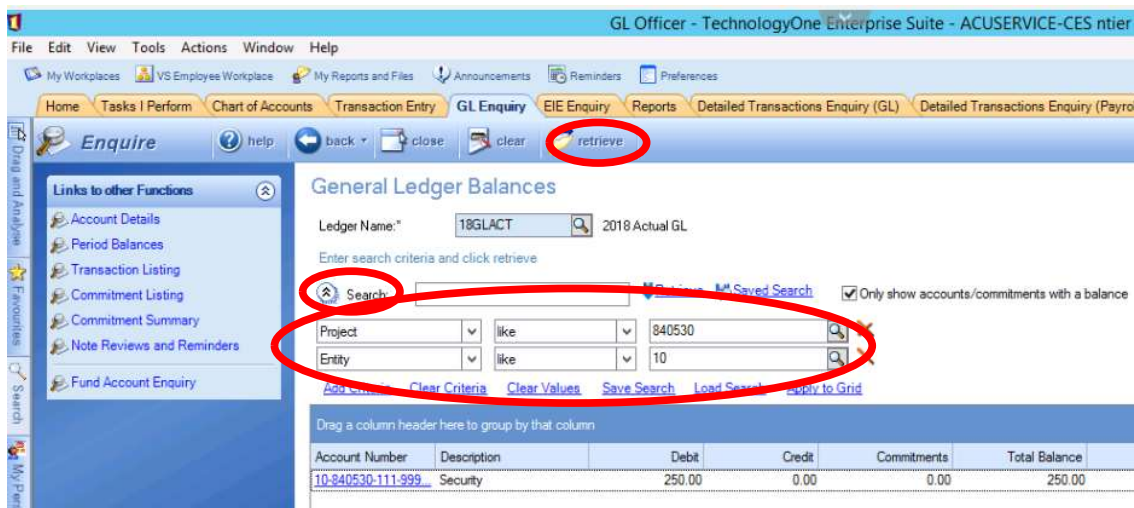 GL Officer - TechnologyOne Enterprise Suite - ACUSERVICE-CES ntier
File Edit View Tools Actions Window Help
My Workplaces VS Employee Workplace My Reports and Files Announcements Reminders Preferences
Home Tasks I Perform Chart of Accounts Transaction Entry GL Enquiry EIE Enquiry Reports Detailed Transactions Enquiry (GL) Detailed Transactions Enquiry (Payro
Enquire help back close clear retrieve
Drag and Analyse
Favourites
Search
My Per
Links to other Functions
Account Details
Period Balances
Transaction Listing
Commitment Listing
Commitment Summary
Note Reviews and Reminders
Fund Account Enquiry
General Ledger Balances
Ledger Name:* 18GLACT 2018 Actual GL
Enter search criteria and click retrieve
Search: Retrieve Saved Search Only show accounts/commitments with a balance
Project like 840530
Entity like 10
Add Criteria Clear Criteria Clear Values Save Search Load Search Apply to Grid
Drag a column header here to group by that column
Account Number Description Debit Credit Commitments Total Balance
10-840530-111-999... Security 250.00 0.00 0.00 250.00